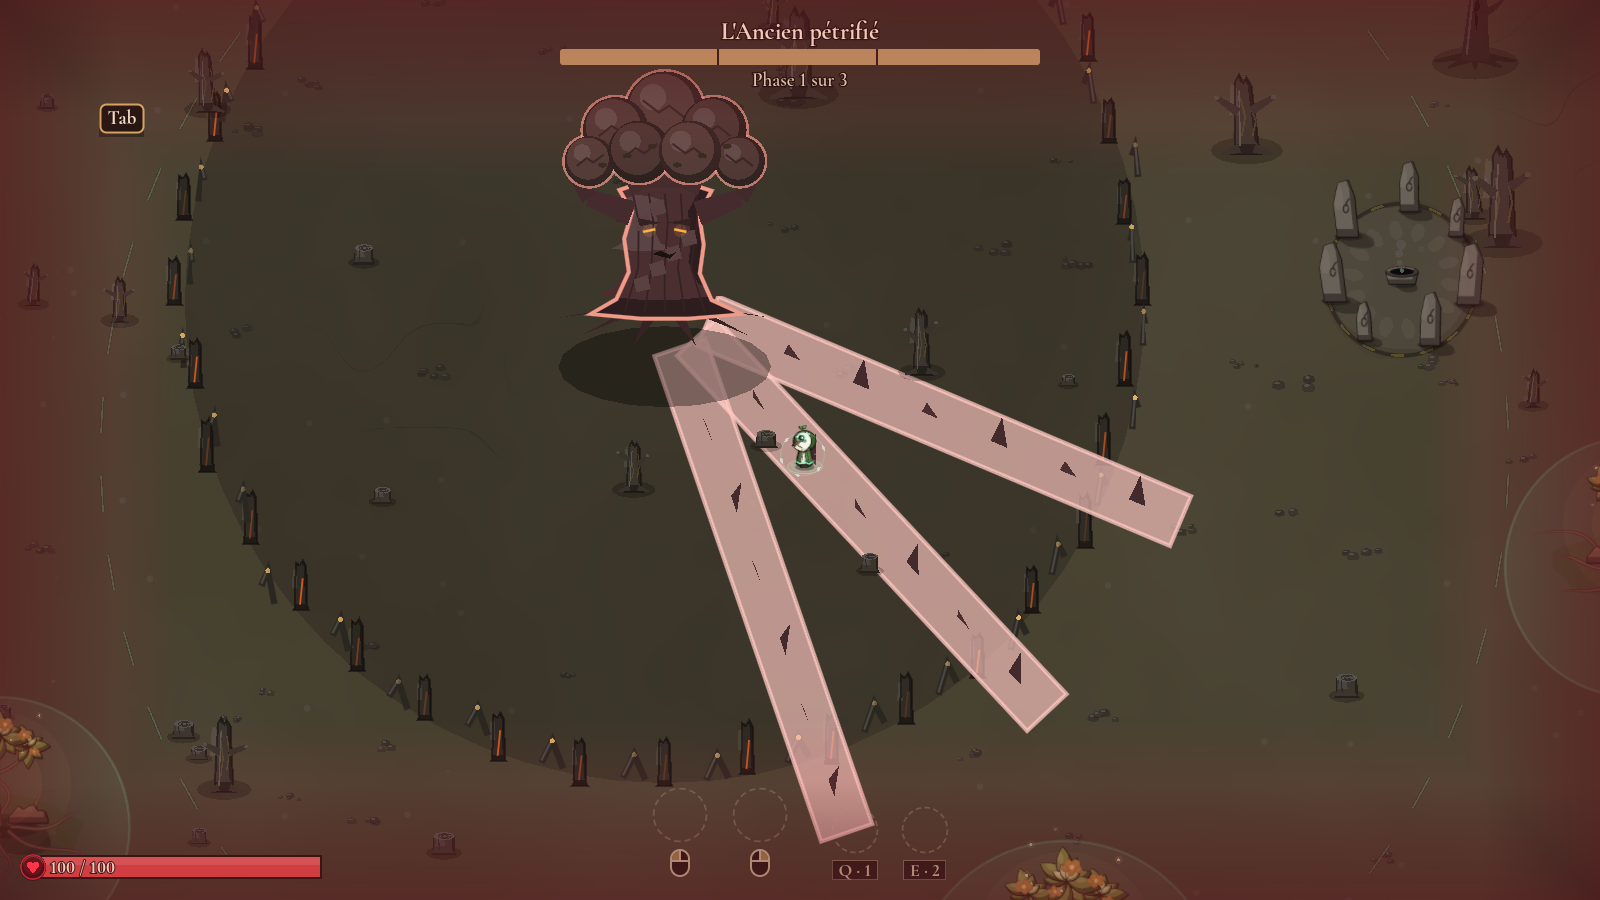 L'Ancien pétrifié
Phase 1 sur 3
Tab
100 / 100
Q · 1
E · 2